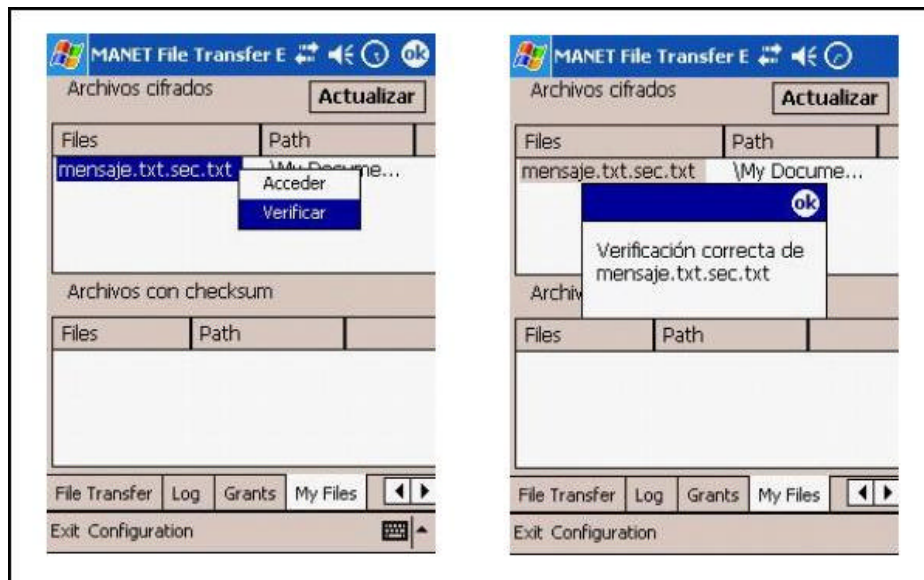 MANET File Transfer E
ok
Archivos cifrados
Actualizar
Files Path
mensaje.txt.sec.txt
Acceder
Verificar
Archivos con checksum
Files Path
File Transfer Log Grants My Files
Exit Configuration
MANET File Transfer E
Archivos cifrados
Actualizar
Files Path
mensaje.txt.sec.txt \My Docume...
ok
Verificación correcta de
mensaje.txt.sec.txt
Archiv
Files Path
File Transfer Log Grants My Files
Exit Configuration